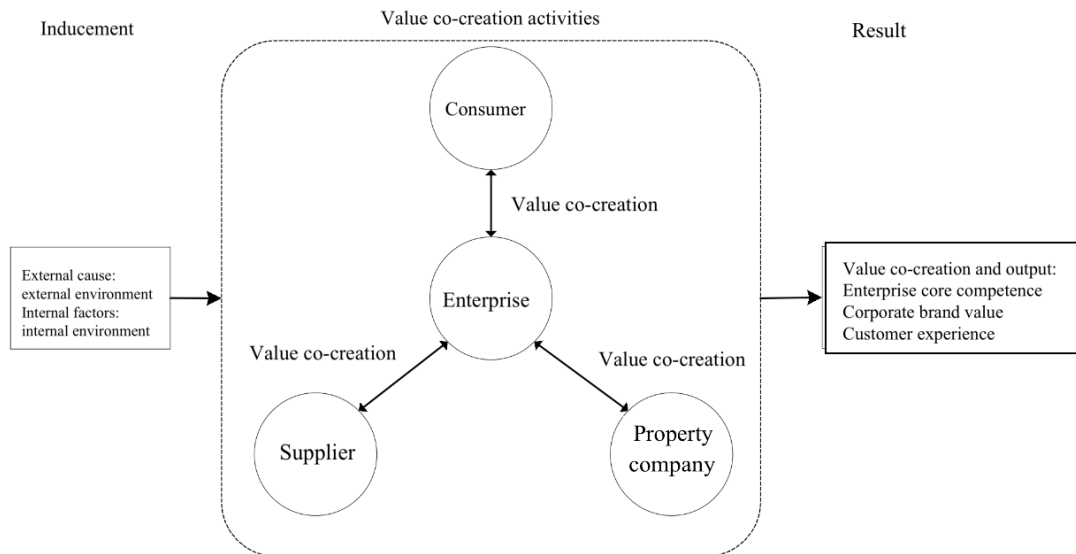 Inducement
Value co-creation activities
Result
Consumer
Value co-creation
External cause:
external environment
Internal factors:
internal environment
Enterprise
Value co-creation and output:
Enterprise core competence
Corporate brand value
Customer experience
Value co-creation
Value co-creation
Supplier
Property
company